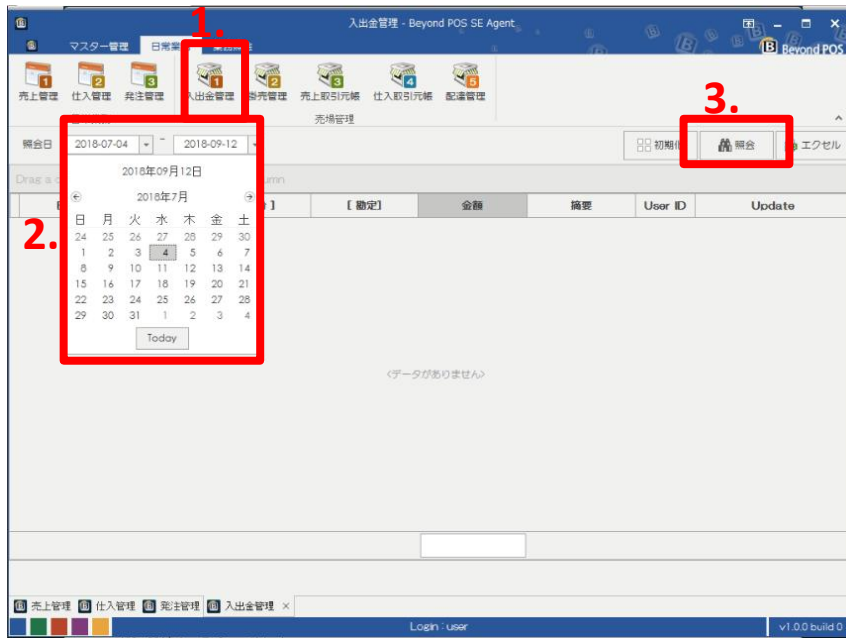 1.
入出金管理 - Beyond POS SE Agent
マスター管理 日常業
Beyond POS
売上管理 仕入管理 発注管理 入出金管理 掛売管理 売上取引元帳 仕入取引元帳 配達管理
売場管理
3.
照会日 2018-07-04 ~ 2018-09-12
初期化 照会 エクセル
2018年09月12日
Drag a c
umn
2018年7月
[ 勘定] 金額 摘要 User ID Update
2.
日 月 火 水 木 金 土
24 25 26 27 28 29 30
1 2 3 4 5 6 7
8 9 10 11 12 13 14
15 16 17 18 19 20 21
22 23 24 25 26 27 28
29 30 31 1 2 3 4
Today
<データがありません>
売上管理 仕入管理 発注管理 入出金管理 ×
Login : user
v1.0.0 build 0